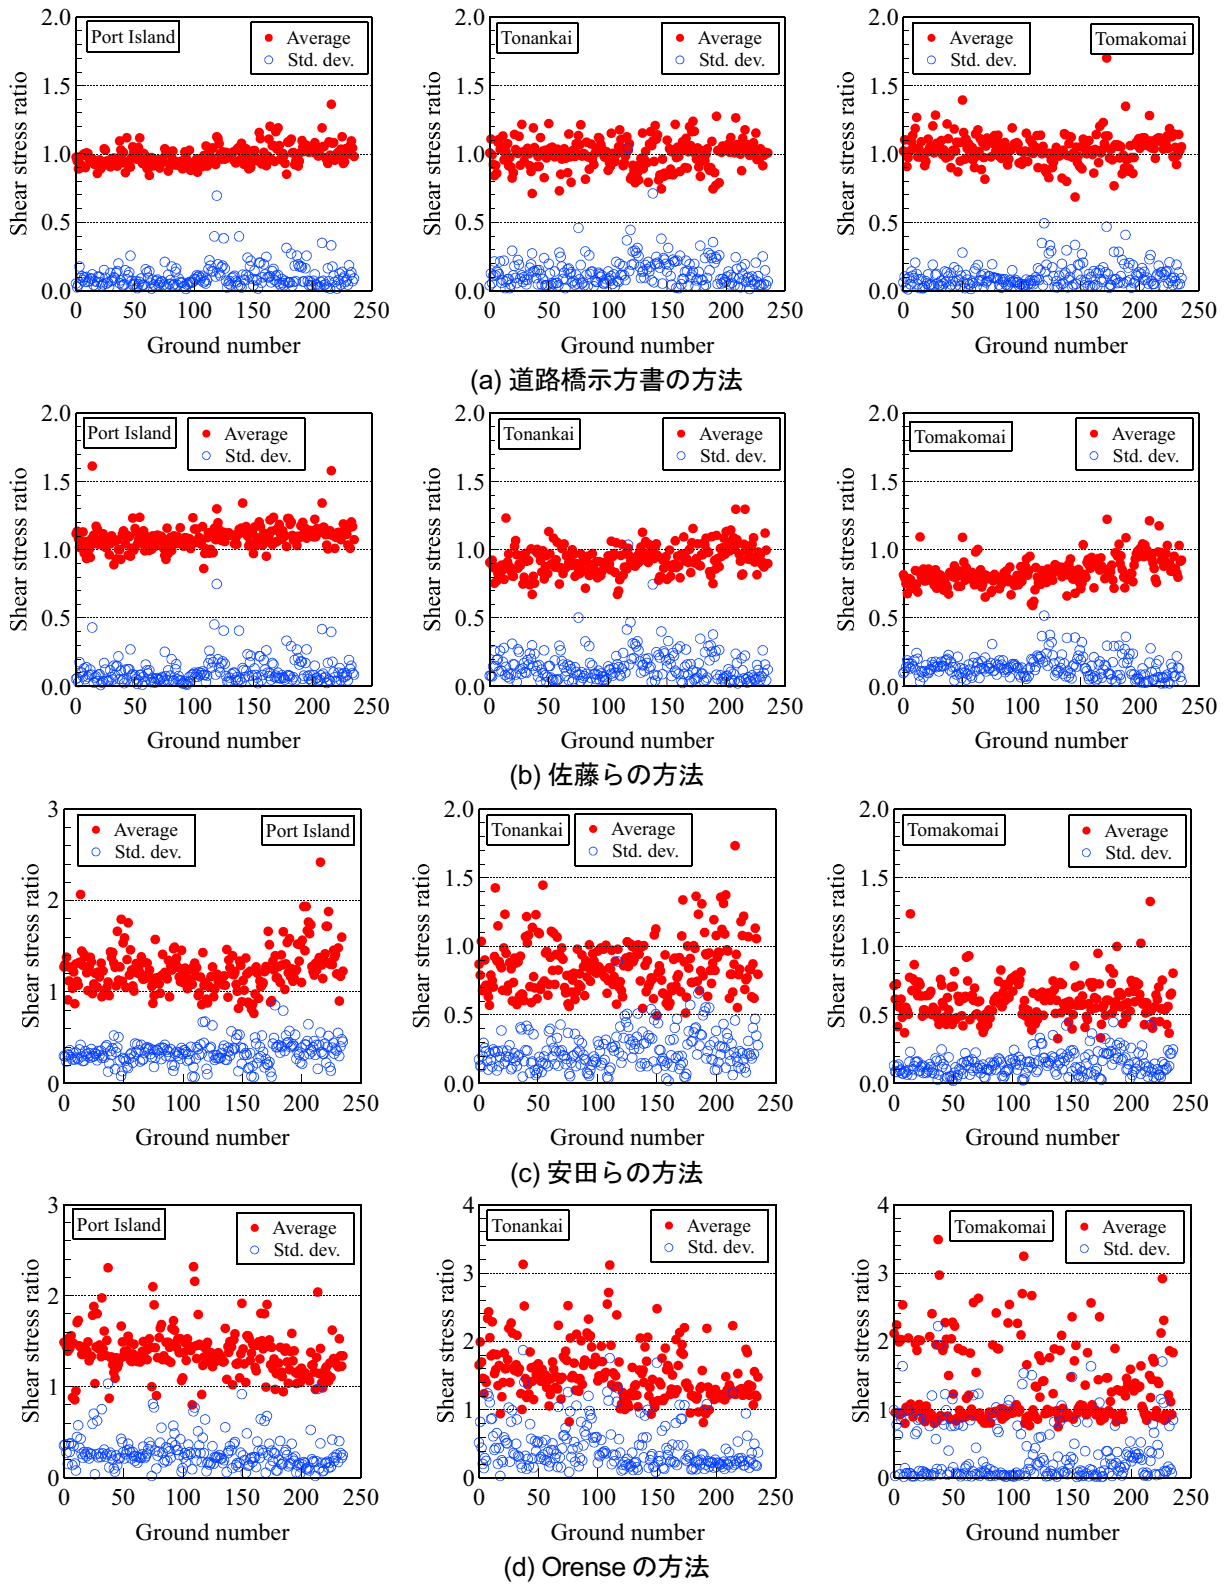 Port Island
Average
Std. dev.
Shear stress ratio
2.0
1.5
1.0
0.5
0.0
0 50 100 150 200 250
Ground number
Tonankai
Average
Std. dev.
Shear stress ratio
2.0
1.5
1.0
0.5
0.0
0 50 100 150 200 250
Ground number
Average
Std. dev.
Tomakomai
Shear stress ratio
2.0
1.5
1.0
0.5
0.0
0 50 100 150 200 250
Ground number
(a) 道路橋示方書の方法
Port Island
Average
Std. dev.
Shear stress ratio
2.0
1.5
1.0
0.5
0.0
0 50 100 150 200 250
Ground number
Tonankai
Average
Std. dev.
Shear stress ratio
2.0
1.5
1.0
0.5
0.0
0 50 100 150 200 250
Ground number
Tomakomai
Average
Std. dev.
Shear stress ratio
2.0
1.5
1.0
0.5
0.0
0 50 100 150 200 250
Ground number
(b) 佐藤らの方法
Average
Std. dev.
Port Island
Shear stress ratio
3
2
1
0
0 50 100 150 200 250
Ground number
Tonankai
Average
Std. dev.
Shear stress ratio
2.0
1.5
1.0
0.5
0.0
0 50 100 150 200 250
Ground number
Tomakomai
Average
Std. dev.
Shear stress ratio
2.0
1.5
1.0
0.5
0.0
0 50 100 150 200 250
Ground number
(c) 安田らの方法
Port Island
Average
Std. dev.
Shear stress ratio
3
2
1
0
0 50 100 150 200 250
Ground number
Tonankai
Average
Std. dev.
Shear stress ratio
4
3
2
1
0
0 50 100 150 200 250
Ground number
Tomakomai
Average
Std. dev.
Shear stress ratio
4
3
2
1
0
0 50 100 150 200 250
Ground number
(d) Orense の方法